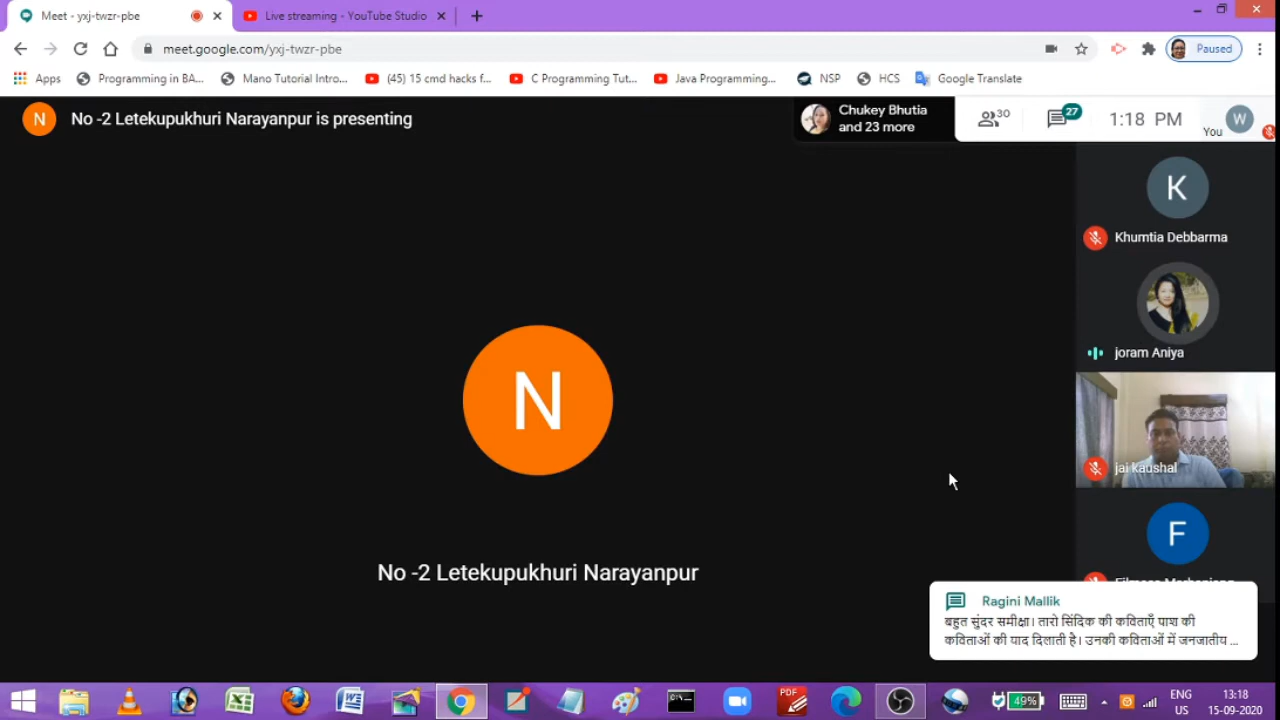 Meet - yxj-twzr-pbe
Live streaming - YouTube Studio
meet.google.com/yxj-twzr-pbe
Paused
Apps
Programming in BA...
Mano Tutorial Intro...
(45) 15 cmd hacks f...
C Programming Tut...
Java Programming...
NSP
HCS
Google Translate
N
No -2 Letekupukhuri Narayanpur is presenting
Chukey Bhutia
and 23 more
30
27
1:18 PM
You
W
K
Khumtia Debbarma
joram Aniya
jai kaushal
F
N
No -2 Letekupukhuri Narayanpur
Ragini Mallik
बहुत सुंदर समीक्षा। तारो सिंदिक की कविताएँ पाश की
कविताओं की याद दिलाती है। उनकी कविताओं में जनजातीय ...
PDF
49%
ENG
US
13:18
15-09-2020